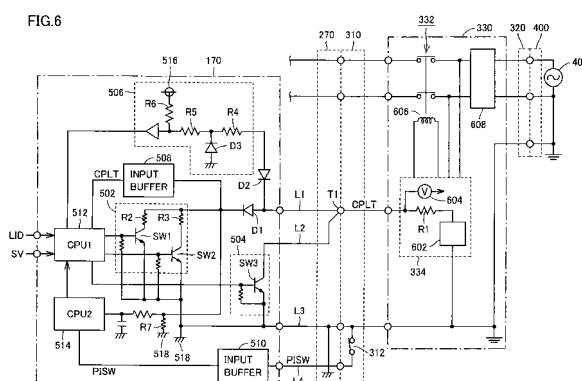 FIG.6
516
170
270
310
332
330
320
400
506
R6
R5
R4
D3
508
CPLT
INPUT
BUFFER
D2
606
608
40
502
512
R2
R3
D1
L1
T1
CPLT
V
604
LID
CPU1
SW1
504
L2
R1
SV
SW2
SW3
602
334
CPU2
R7
L3
514
518
518
510
312
PISW
INPUT
BUFFER
PISW
L4